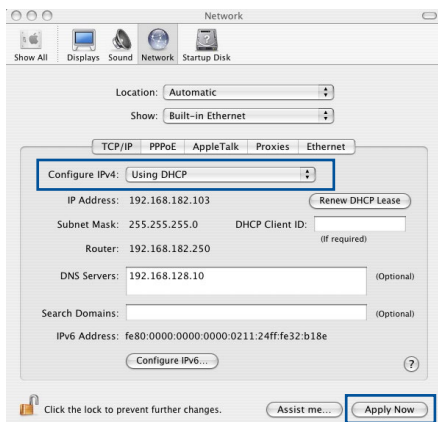 Network
Show All Displays Sound Network Startup Disk
Location: Automatic
Show: Built-in Ethernet
TCP/IP PPPoE AppleTalk Proxies Ethernet
Configure IPv4: Using DHCP
IP Address: 192.168.182.103 Renew DHCP Lease
Subnet Mask: 255.255.255.0 DHCP Client ID:
(If required)
Router: 192.168.182.250
DNS Servers: 192.168.128.10 (Optional)
Search Domains: (Optional)
IPv6 Address: fe80:0000:0000:0000:0211:24ff:fe32:b18e
Configure IPv6... ?
Click the lock to prevent further changes. Assist me... Apply Now